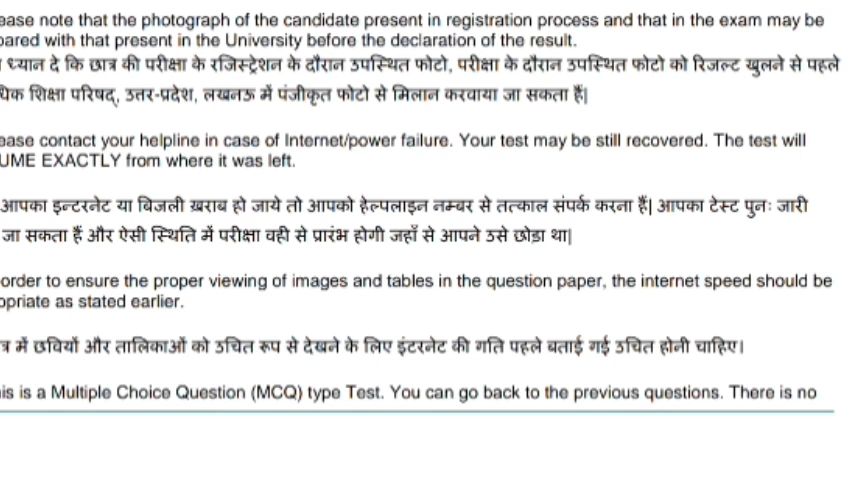 ease note that the photograph of the candidate present in registration process and that in the exam may be
pared with that present in the University before the declaration of the result.
ध्यान दे कि छात्र की परीक्षा के रजिस्ट्रेशन के दौरान उपस्थित फोटो, परीक्षा के दौरान उपस्थित फोटो को रिजल्ट खुलने से पहले
धिक शिक्षा परिषद्, उत्तर-प्रदेश, लखनऊ में पंजीकृत फोटो से मिलान करवाया जा सकता हैं|
ease contact your helpline in case of Internet/power failure. Your test may be still recovered. The test will
UME EXACTLY from where it was left.
आपका इन्टरनेट या बिजली ख़राब हो जाये तो आपको हेल्पलाइन नम्बर से तत्काल संपर्क करना हैं| आपका टेस्ट पुनः जारी
जा सकता हैं और ऐसी स्थिति में परीक्षा वही से प्रारंभ होगी जहाँ से आपने उसे छोडा था|
order to ensure the proper viewing of images and tables in the question paper, the internet speed should be
opriate as stated earlier.
त्र में छवियों और तालिकाओं को उचित रूप से देखने के लिए इंटरनेट की गति पहले बताई गई उचित होनी चाहिए।
is is a Multiple Choice Question (MCQ) type Test. You can go back to the previous questions. There is no